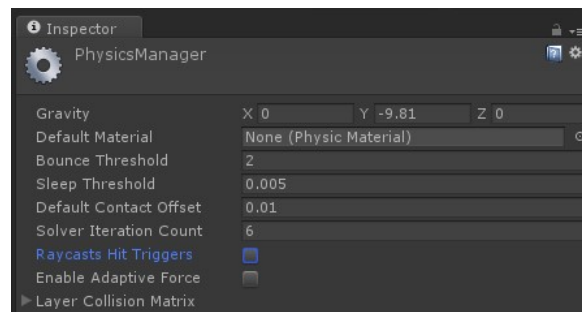 Inspector
PhysicsManager
Gravity X 0 Y -9.81 Z 0
Default Material None (Physic Material)
Bounce Threshold 2
Sleep Threshold 0.005
Default Contact Offset 0.01
Solver Iteration Count 6
Raycasts Hit Triggers
Enable Adaptive Force
Layer Collision Matrix